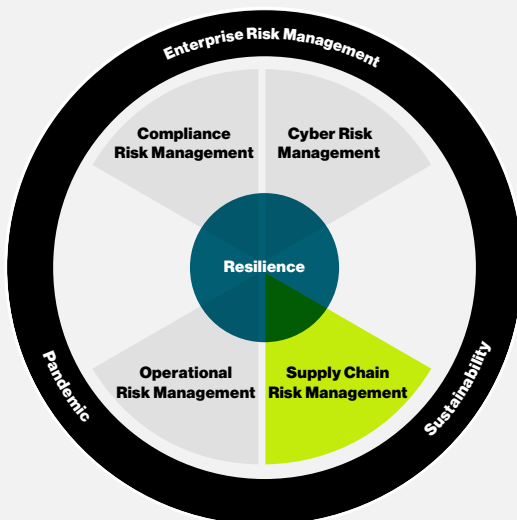 Enterprise Risk Management
Compliance
Risk Management
Cyber Risk
Management
Resilience
Operational
Risk Management
Supply Chain
Risk Management
Pandemic
Sustainability